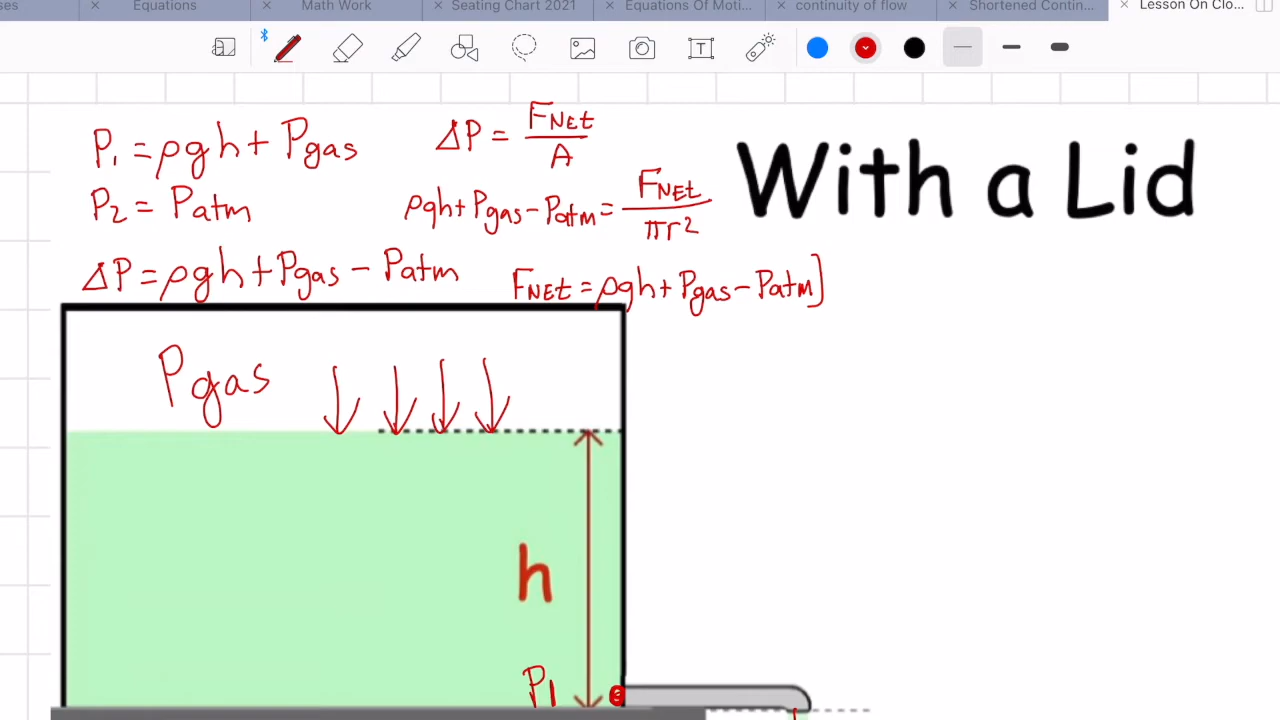 ses Equations Math Work Seating Chart 2021 Equations Of Moti... continuity of flow Shortened Contin... Lesson On Clo...
T
P₁ = ρgh + Pgas
P₂ = Patm
ΔP = ρgh + Pgas - Patm
ΔP = FNEt / A
ρgh + Pgas - Patm = FNEt / πr²
FNEt = ρgh + Pgas - Patm]
With a Lid
Pgas
h
P1